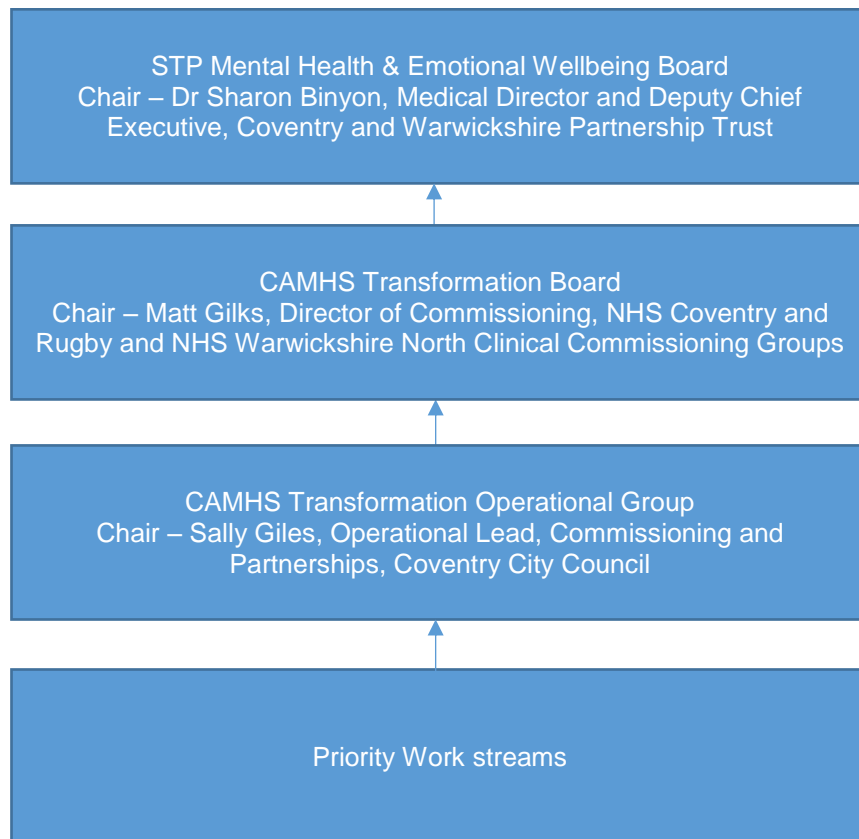 STP Mental Health & Emotional Wellbeing Board
Chair – Dr Sharon Binyon, Medical Director and Deputy Chief
Executive, Coventry and Warwickshire Partnership Trust
CAMHS Transformation Board
Chair – Matt Gilks, Director of Commissioning, NHS Coventry and
Rugby and NHS Warwickshire North Clinical Commissioning Groups
CAMHS Transformation Operational Group
Chair – Sally Giles, Operational Lead, Commissioning and
Partnerships, Coventry City Council
Priority Work streams